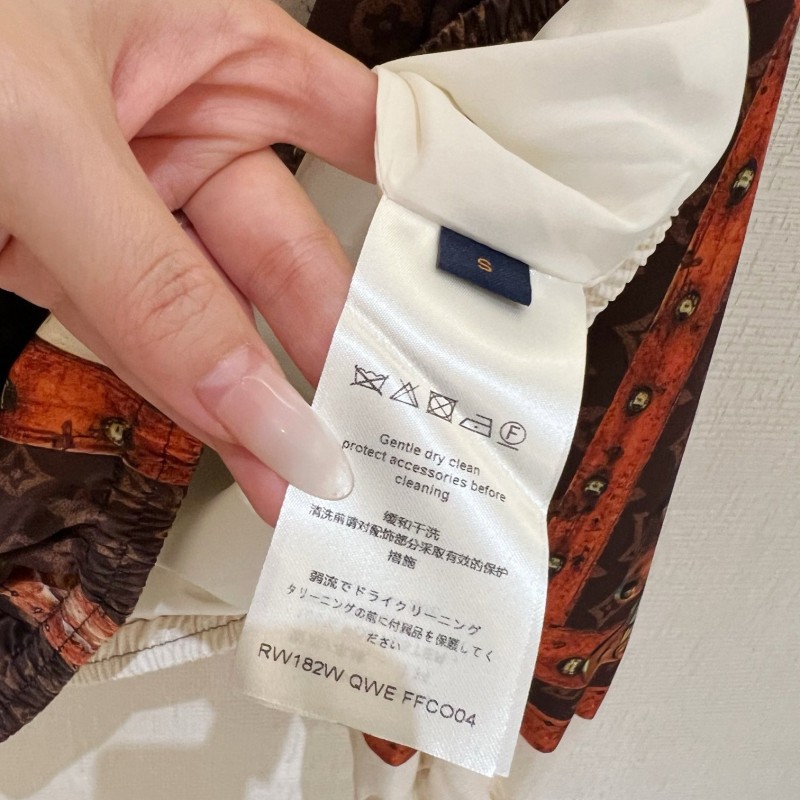 S
F
Gentle dry clean
protect accessories before
cleaning
缓和干洗
清洗前请对配饰部分采取有效的保护
措施
弱流でドライクリーニング
タリーニングの前に付属品を保護してく
ださい
RW182W QWE FFCO04